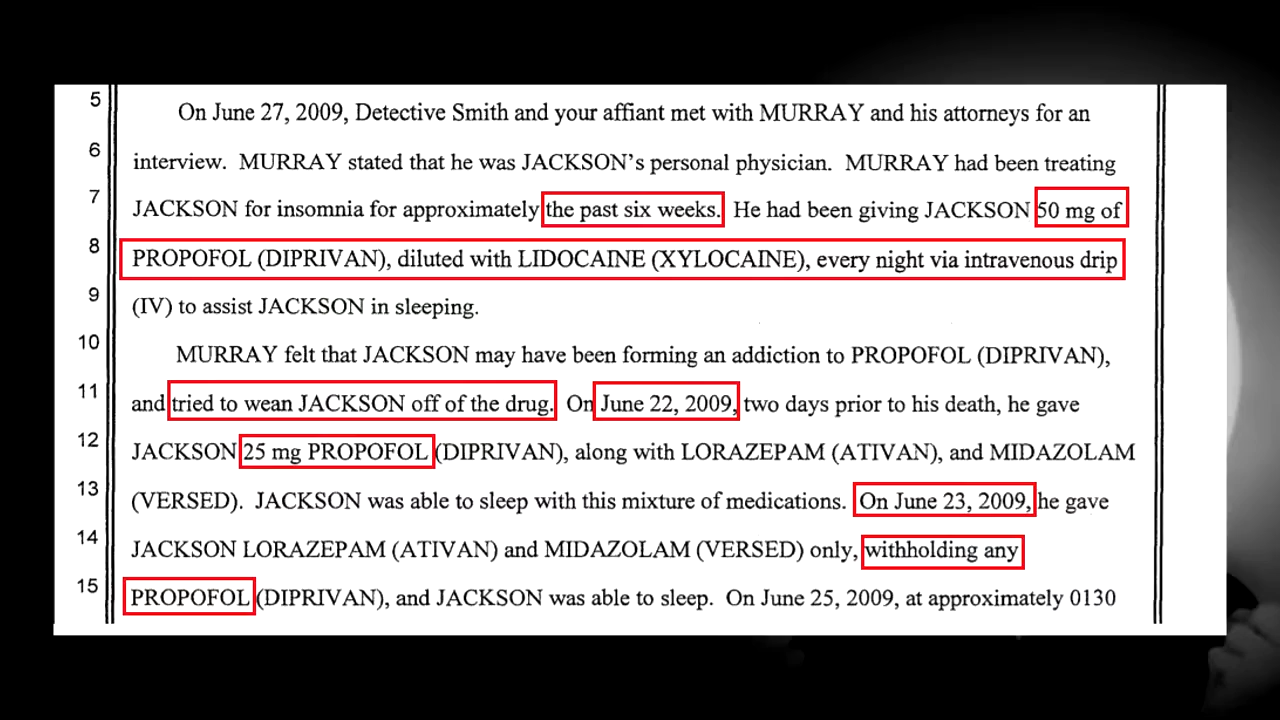 5 On June 27, 2009, Detective Smith and your affiant met with MURRAY and his attorneys for an
6 interview. MURRAY stated that he was JACKSON'S personal physician. MURRAY had been treating
7 JACKSON for insomnia for approximately the past six weeks. He had been giving JACKSON 50 mg of
8 PROPOFOL (DIPRIVAN), diluted with LIDOCAINE (XYLOCAINE), every night via intravenous drip
9 (IV) to assist JACKSON in sleeping.
10 MURRAY felt that JACKSON may have been forming an addiction to PROPOFOL (DIPRIVAN),
11 and tried to wean JACKSON off of the drug. On June 22, 2009, two days prior to his death, he gave
12 JACKSON 25 mg PROPOFOL (DIPRIVAN), along with LORAZEPAM (ATIVAN), and MIDAZOLAM
13 (VERSED). JACKSON was able to sleep with this mixture of medications. On June 23, 2009, he gave
14 JACKSON LORAZEPAM (ATIVAN) and MIDAZOLAM (VERSED) only, withholding any
15 PROPOFOL (DIPRIVAN), and JACKSON was able to sleep. On June 25, 2009, at approximately 0130